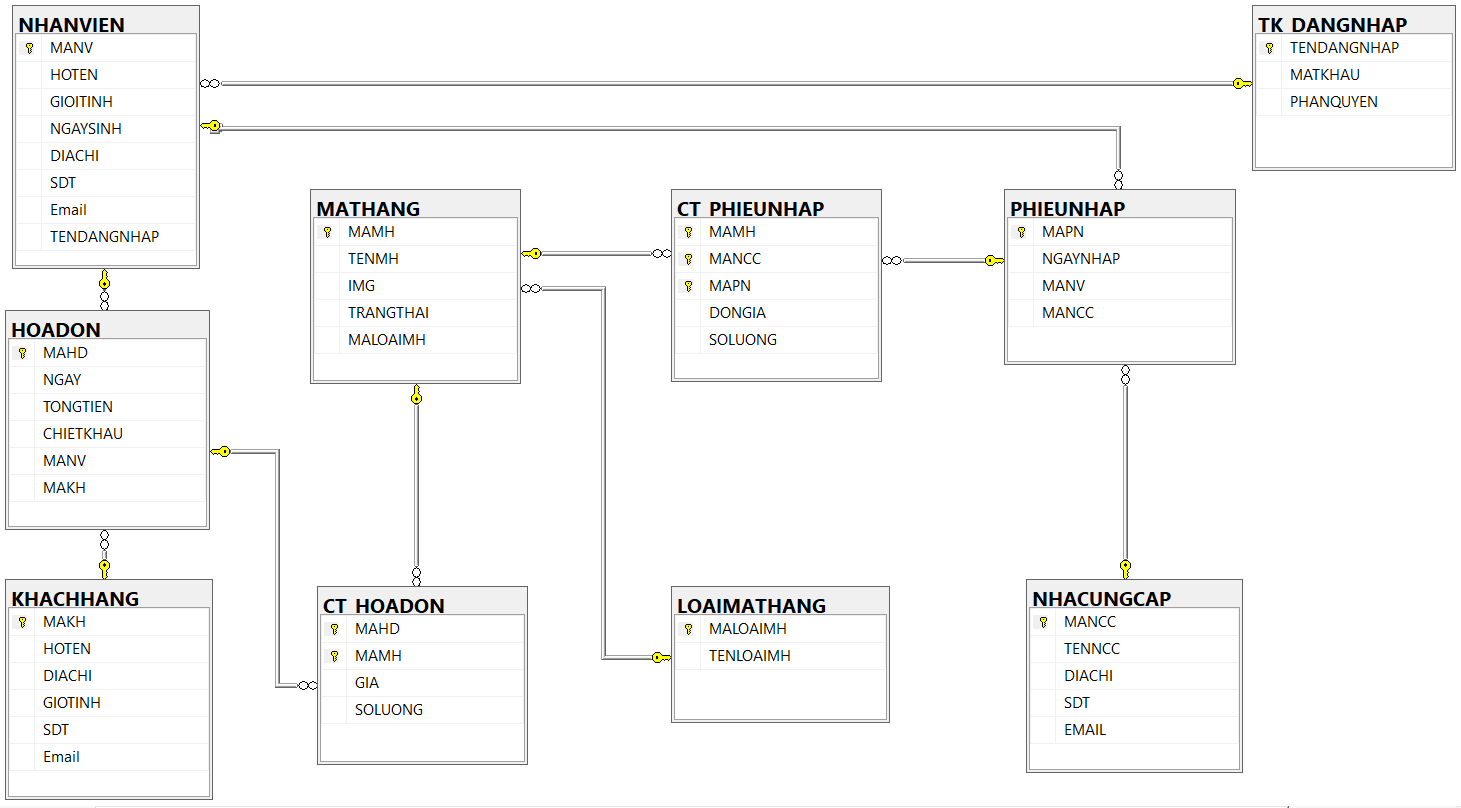 NHANVIEN
MANV
HOTEN
GIOITINH
NGAYSINH
DIACHI
SDT
Email
TENDANGNHAP
TK_DANGNHAP
TENDANGNHAP
MATKHAU
PHANQUYEN
MATHANG
MAMH
TENMH
IMG
TRANGTHAI
MALOAIMH
CT_PHIEUNHAP
MAMH
MANCC
MAPN
DONGIA
SOLUONG
PHIEUNHAP
MAPN
NGAYNHAP
MANV
MANCC
HOADON
MAHD
NGAY
TONGTIEN
CHIETKHAU
MANV
MAKH
KHACHHANG
MAKH
HOTEN
DIACHI
GIOTINH
SDT
Email
CT_HOADON
MAHD
MAMH
GIA
SOLUONG
LOAIMATHANG
MALOAIMH
TENLOAIMH
NHACUNGCAP
MANCC
TENNCC
DIACHI
SDT
EMAIL